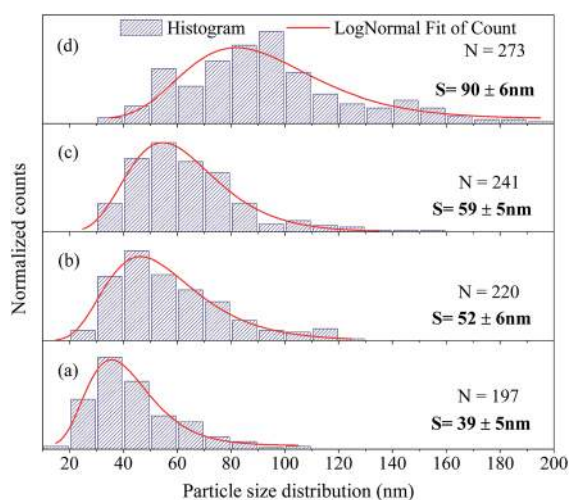 Histogram LogNormal Fit of Count
(d) N = 273
S= 90 ± 6nm
(c)
N = 241
S= 59 ± 5nm
(b)
N = 220
S= 52 ± 6nm
(a)
N = 197
S= 39 ± 5nm
Normalized counts
20 40 60 80 100 120 140 160 180 200
Particle size distribution (nm)